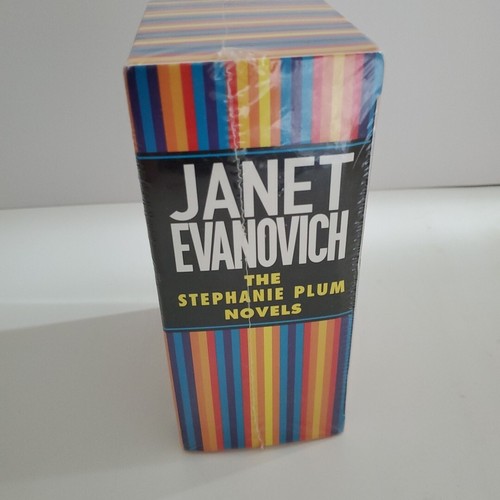 JANET
EVANOVICH
THE
STEPHANIE PLUM
NOVELS